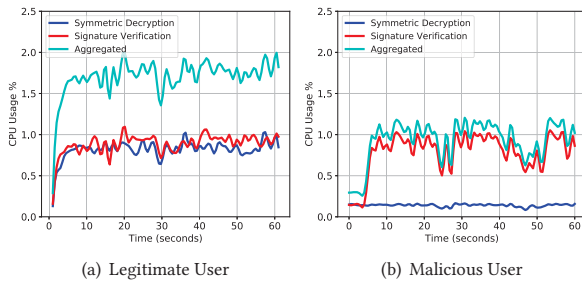 2.5
2.0
1.5
1.0
0.5
0.0
CPU Usage %
Symmetric Decryption
Signature Verification
Aggregated
0 10 20 30 40 50 60
Time (seconds)
(a) Legitimate User
2.5
2.0
1.5
1.0
0.5
0.0
CPU Usage %
Symmetric Decryption
Signature Verification
Aggregated
0 10 20 30 40 50 60
Time (seconds)
(b) Malicious User